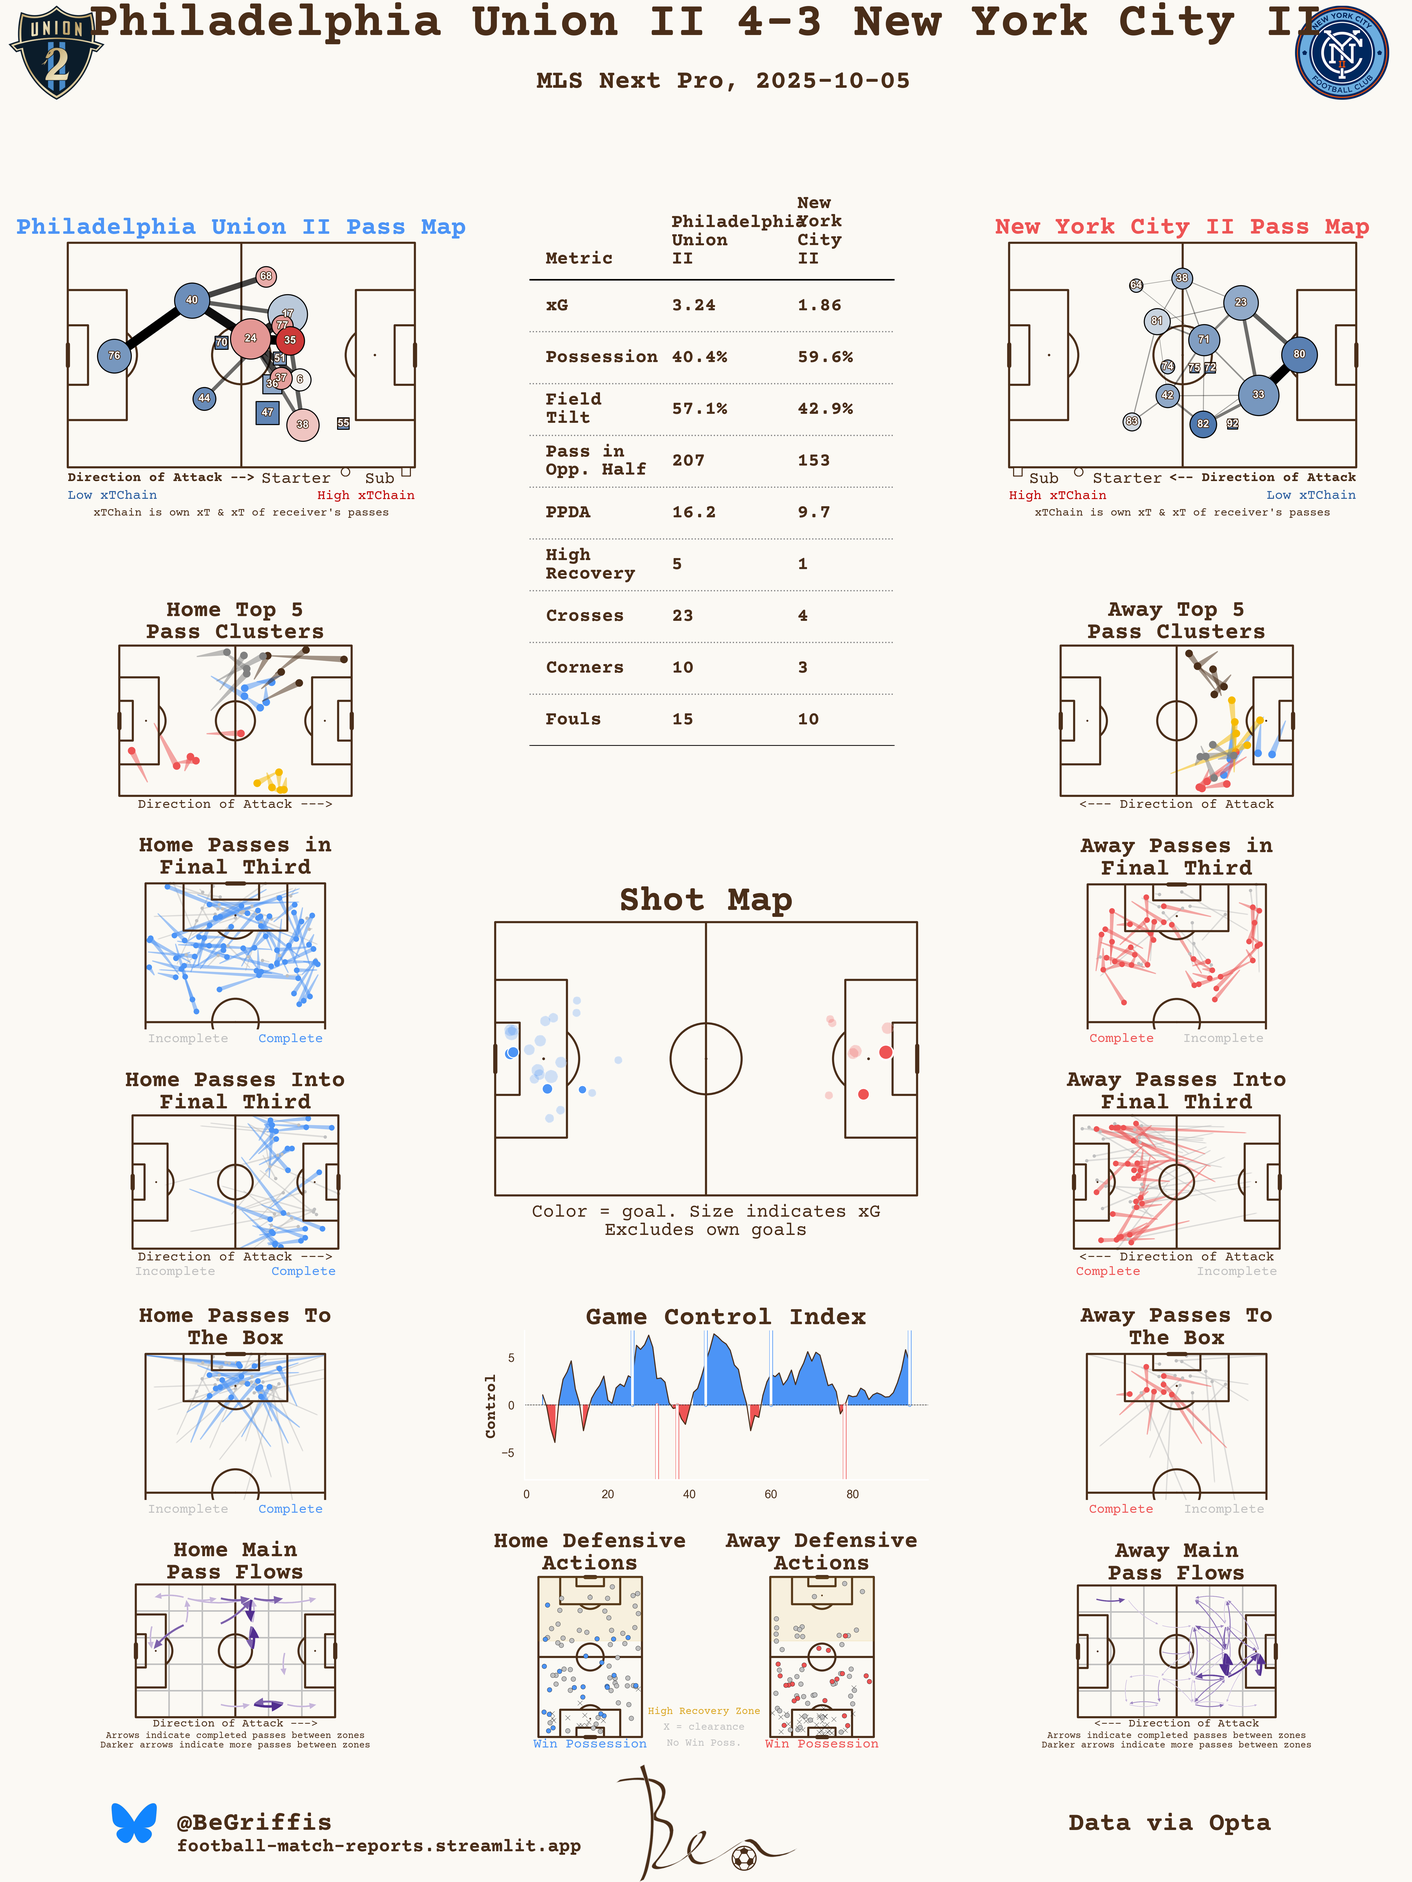 Philadelphia Union II 4-3 New York City II
UNION
2
NEW YORK CITY
FOOTBALL CLUB
MLS Next Pro, 2025-10-05
Philadelphia Union II Pass Map
68
40
17
77
24
35
70
76
51
37
36
6
44
47
38
55
Direction of Attack --> Starter Sub
Low xTChain High xTChain
xTChain is own xT & xT of receiver's passes
Metric Philadelphia Union II New York City II
xG 3.24 1.86
Possession 40.4% 59.6%
Field Tilt 57.1% 42.9%
Pass in Opp. Half 207 153
PPDA 16.2 9.7
High Recovery 5 1
Crosses 23 4
Corners 10 3
Fouls 15 10
New York City II Pass Map
64
38
23
81
71
80
74
75
72
42
33
83
82
92
Sub Starter <-- Direction of Attack
High xTChain Low xTChain
xTChain is own xT & xT of receiver's passes
Home Top 5
Pass Clusters
Direction of Attack --->
Away Top 5
Pass Clusters
<--- Direction of Attack
Home Passes in
Final Third
Incomplete Complete
Away Passes in
Final Third
Complete Incomplete
Shot Map
Color = goal. Size indicates xG
Excludes own goals
Home Passes Into
Final Third
Direction of Attack --->
Incomplete Complete
Away Passes Into
Final Third
<--- Direction of Attack
Complete Incomplete
Home Passes To
The Box
Incomplete Complete
Game Control Index
Control
5
0
−5
0 20 40 60 80
Away Passes To
The Box
Complete Incomplete
Home Main
Pass Flows
Direction of Attack --->
Arrows indicate completed passes between zones
Darker arrows indicate more passes between zones
Home Defensive
Actions
Win Possession
Away Defensive
Actions
Win Possession
High Recovery Zone
X = clearance
No Win Poss.
Away Main
Pass Flows
<--- Direction of Attack
Arrows indicate completed passes between zones
Darker arrows indicate more passes between zones
@BeGriffis
football-match-reports.streamlit.app
Ben
Data via Opta